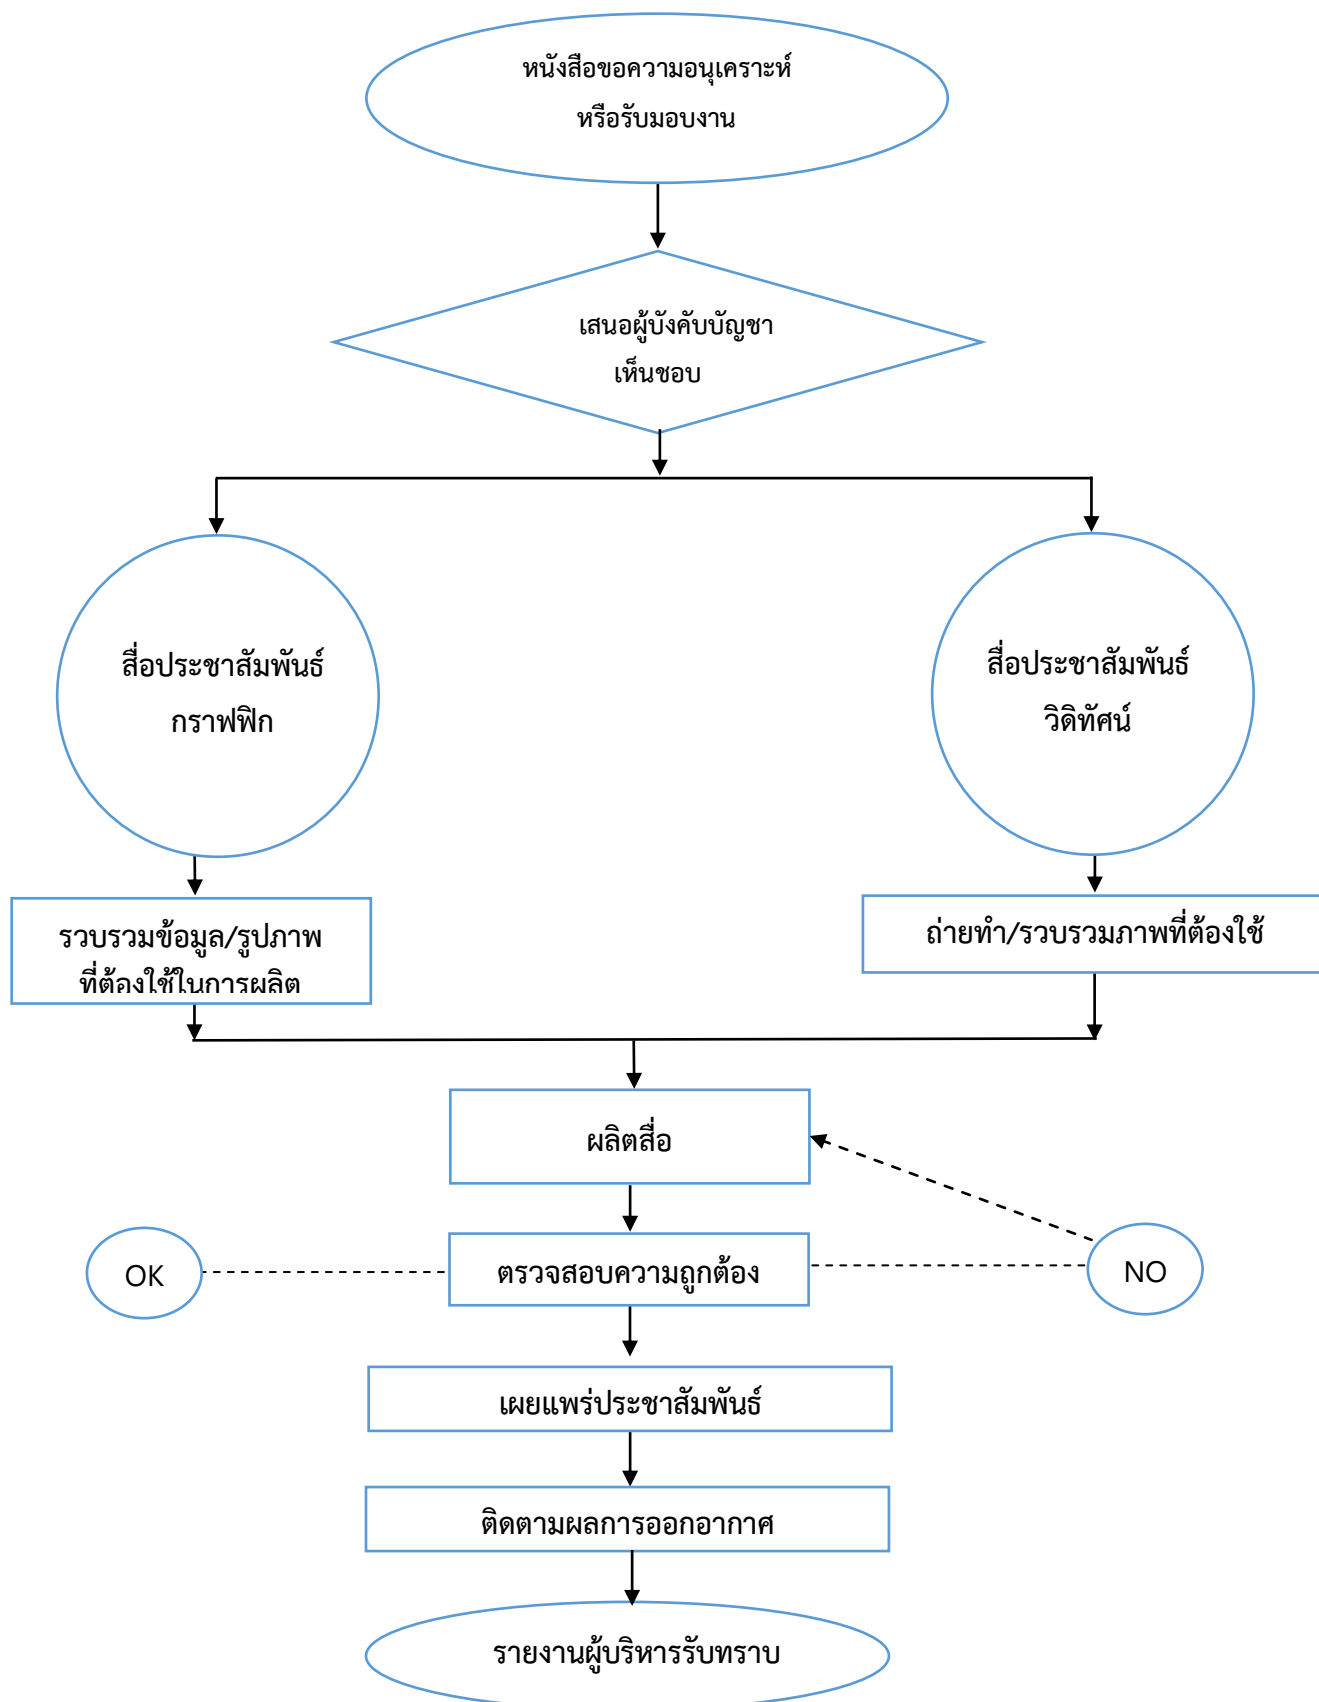 หนังสือขอความอนุเคราะห์
หรือรับมอบงาน
เสนอผู้บังคับบัญชา
เห็นชอบ
สื่อประชาสัมพันธ์
กราฟฟิก
สื่อประชาสัมพันธ์
วิดิทัศน์
รวบรวมข้อมูล/รูปภาพ
ที่ต้องใช้ในการผลิต
ถ่ายทำ/รวบรวมภาพที่ต้องใช้
ผลิตสื่อ
OK
ตรวจสอบความถูกต้อง
NO
เผยแพร่ประชาสัมพันธ์
ติดตามผลการออกอากาศ
รายงานผู้บริหารรับทราบ